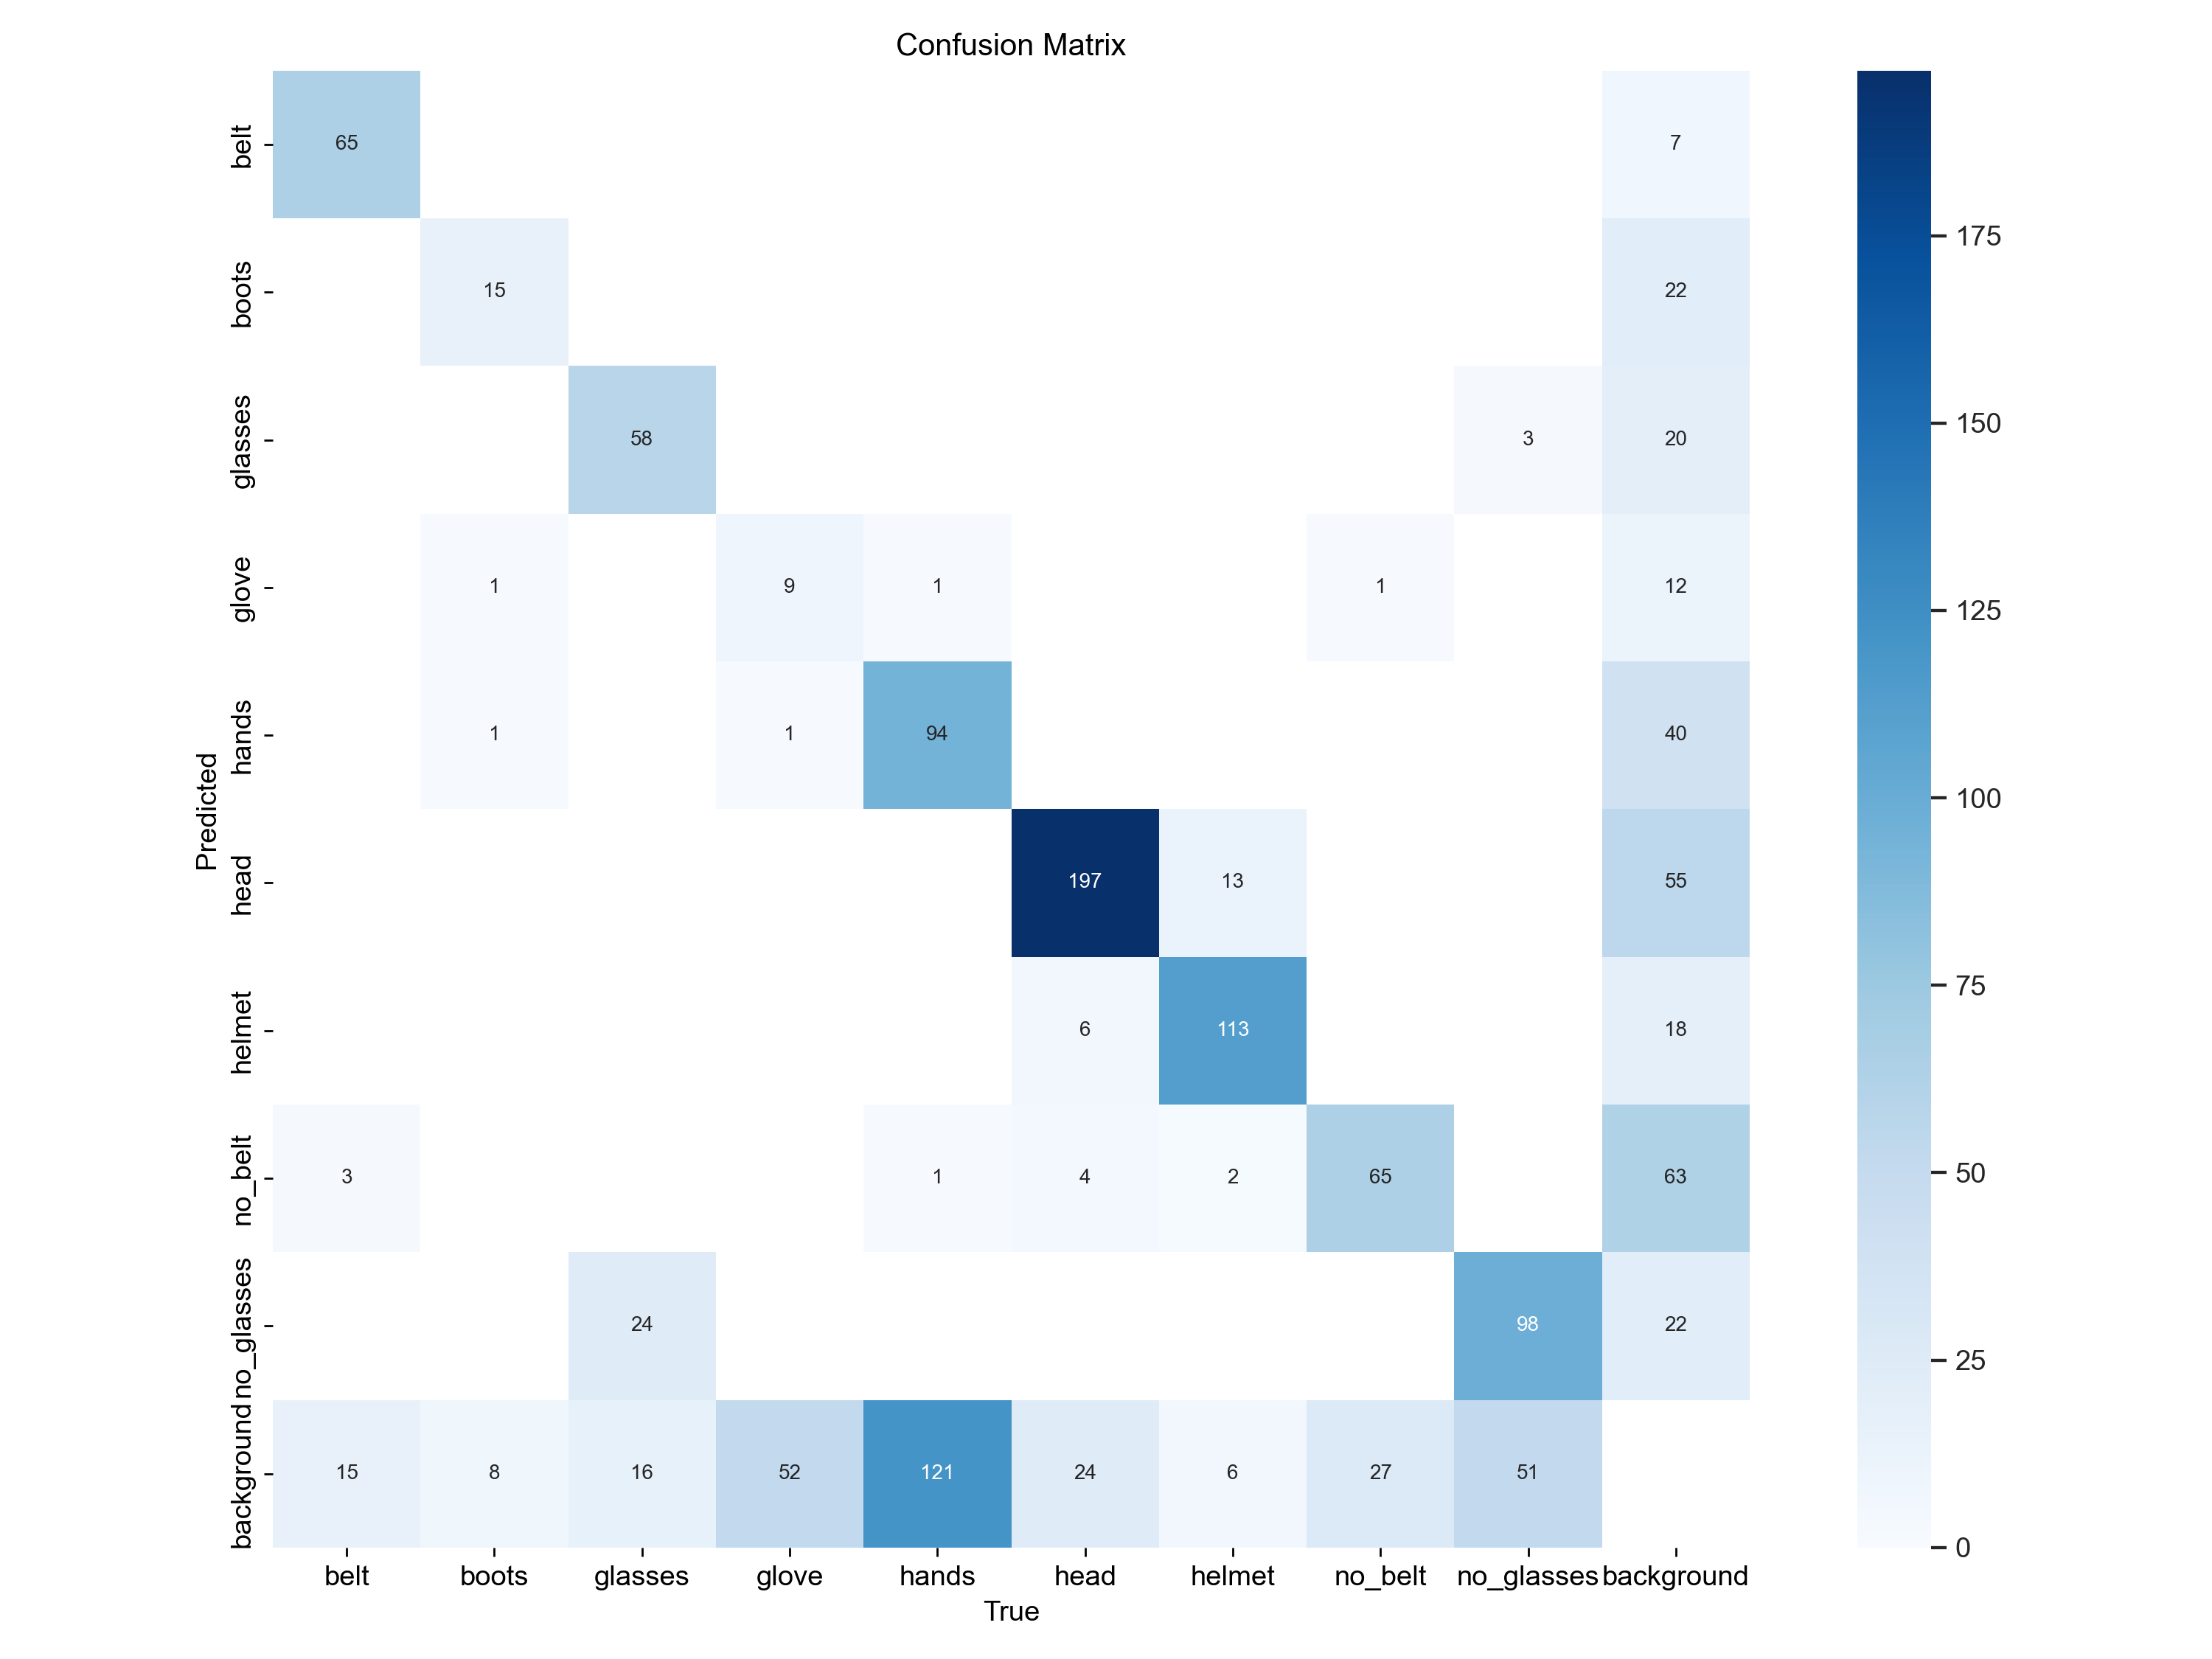 Confusion Matrix
belt 65 7
boots 15 22
glasses 58 3 20
glove 1 9 1 1 12
hands 1 1 94 40
head 197 13 55
helmet 6 113 18
no_belt 3 1 4 2 65 63
no_glasses 24 98 22
background 15 8 16 52 121 24 6 27 51
belt boots glasses glove hands head helmet no_belt no_glasses background
True
Predicted
175
150
125
100
75
50
25
0